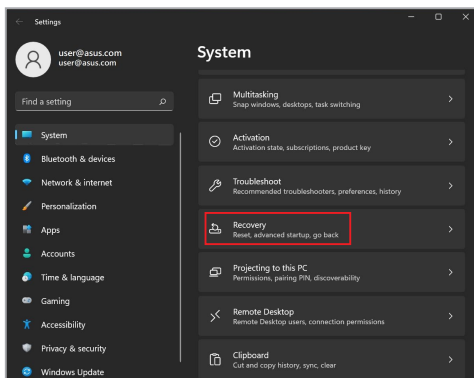 Settings
user@asus.com
user@asus.com
Find a setting
System
Bluetooth & devices
Network & internet
Personalization
Apps
Accounts
Time & language
Gaming
Accessibility
Privacy & security
Windows Update
System
Multitasking
Snap windows, desktops, task switching
Activation
Activation state, subscriptions, product key
Troubleshoot
Recommended troubleshooters, preferences, history
Recovery
Reset, advanced startup, go back
Projecting to this PC
Permissions, pairing PIN, discoverability
Remote Desktop
Remote Desktop users, connection permissions
Clipboard
Cut and copy history, sync, clear